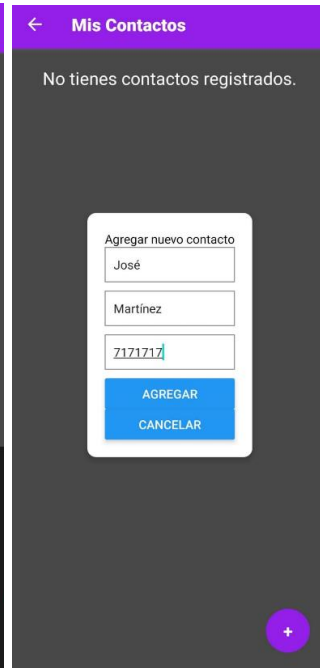 Mis Contactos
No tienes contactos registrados.
Agregar nuevo contacto
José
Martínez
7171717
AGREGAR
CANCELAR
+